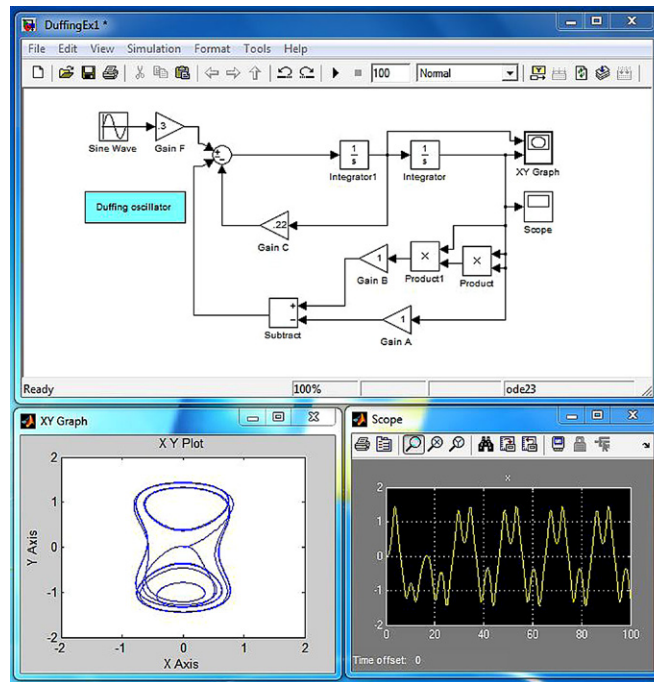 DuffingEx1 *
File Edit View Simulation Format Tools Help
100 Normal
Sine Wave
.3
Gain F
1
s
Integrator1
1
s
Integrator
XY Graph
Duffing oscillator
.22
Gain C
Scope
1
Gain B
×
Product1
×
Product
+
−
Subtract
1
Gain A
Ready 100% ode23
XY Graph
X Y Plot
Y Axis
2
1
0
-1
-2
-2 -1 0 1 2
X Axis
Scope
x
2
1
0
-1
-2
0 20 40 60 80 100
Time offset: 0